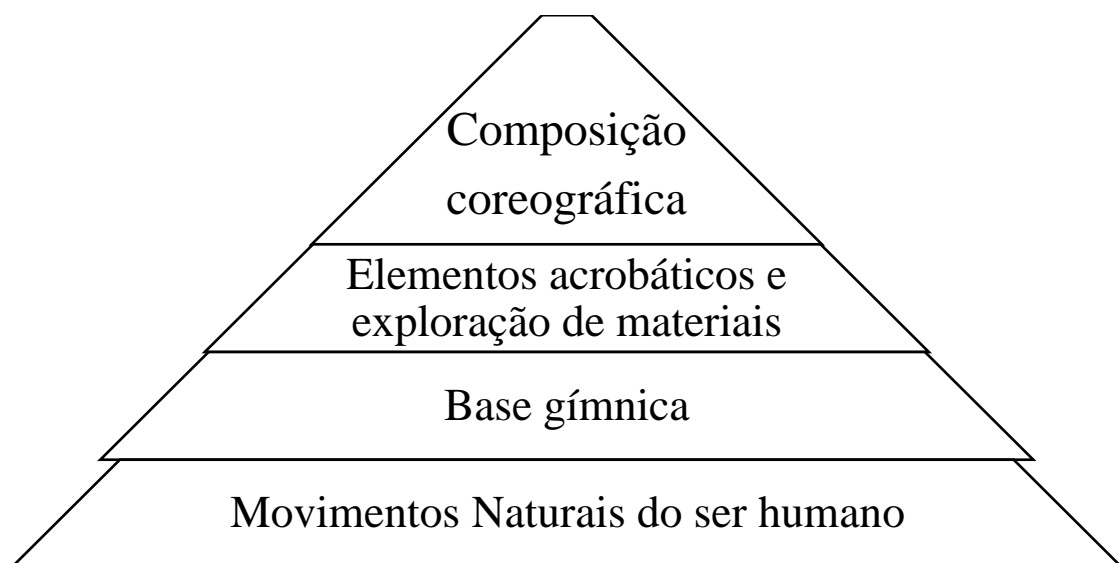 Composição
coreográfica
Elementos acrobáticos e
exploração de materiais
Base gímnica
Movimentos Naturais do ser humano